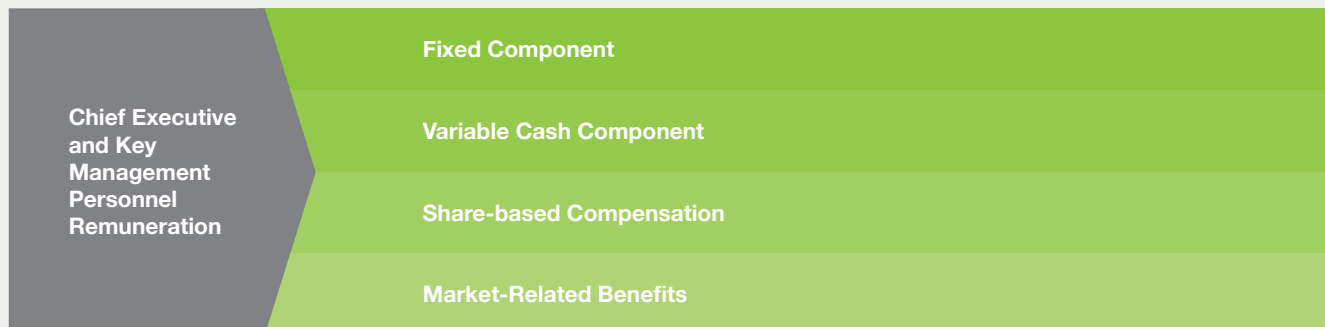 Chief Executive
and Key
Management
Personnel
Remuneration
Fixed Component
Variable Cash Component
Share-based Compensation
Market-Related Benefits